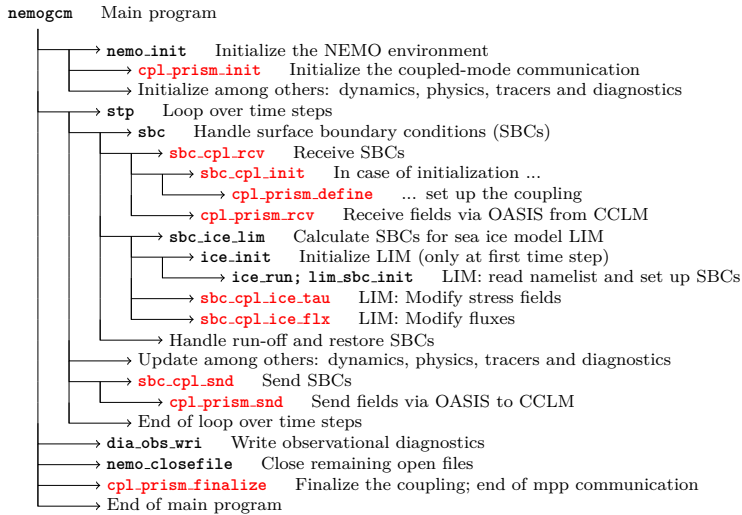 nemogcm Main program
nemo_init Initialize the NEMO environment
cpl_prism_init Initialize the coupled-mode communication
Initialize among others: dynamics, physics, tracers and diagnostics
stp Loop over time steps
sbc Handle surface boundary conditions (SBCs)
sbc_cpl_rcv Receive SBCs
sbc_cpl_init In case of initialization ...
cpl_prism_define ... set up the coupling
cpl_prism_rcv Receive fields via OASIS from CCLM
sbc_ice_lim Calculate SBCs for sea ice model LIM
ice_init Initialize LIM (only at first time step)
ice_run; lim_sbc_init LIM: read namelist and set up SBCs
sbc_cpl_ice_tau LIM: Modify stress fields
sbc_cpl_ice_flx LIM: Modify fluxes
Handle run-off and restore SBCs
Update among others: dynamics, physics, tracers and diagnostics
sbc_cpl_snd Send SBCs
cpl_prism_snd Send fields via OASIS to CCLM
End of loop over time steps
dia_obs_wri Write observational diagnostics
nemo_closefile Close remaining open files
cpl_prism_finalize Finalize the coupling; end of mpp communication
End of main program